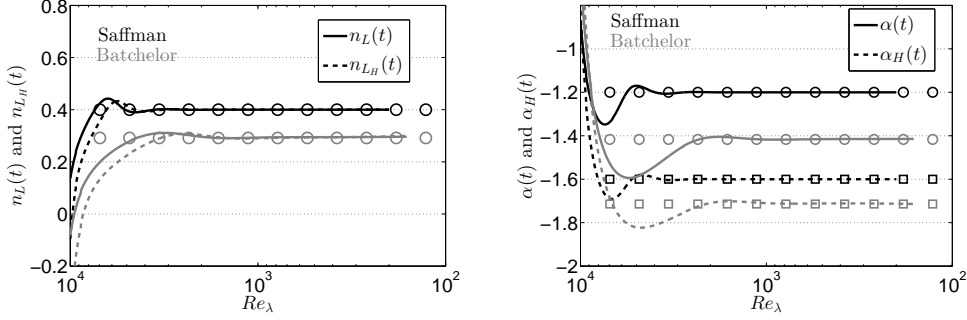 0.8
0.6
0.4
0.2
0
−0.2
n_L(t) and n_{L_H}(t)
Saffman
Batchelor
n_L(t)
n_{L_H}(t)
10^4
10^3
10^2
Re_λ
−1
−1.2
−1.4
−1.6
−1.8
−2
α(t) and α_H(t)
Saffman
Batchelor
α(t)
α_H(t)
10^4
10^3
10^2
Re_λ